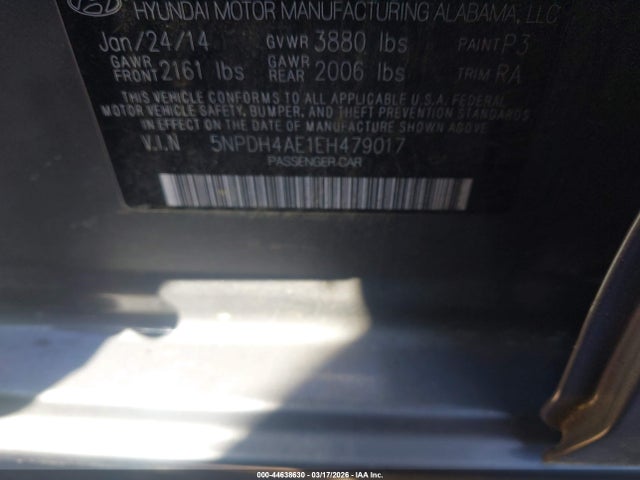 HYUNDAI MOTOR MANUFACTURING ALABAMA, LLC
Jan/24/14 GVWR 3880 lbs PAINT P3
GAWR FRONT 2161 lbs GAWR REAR 2006 lbs TRIM RA
THIS VEHICLE CONFORMS TO ALL APPLICABLE U.S.A. FEDERAL
MOTOR VEHICLE SAFETY, BUMPER, AND THEFT PREVENTION STANDARDS
IN EFFECT ON THE DATE OF MANUFACTURE SHOWN ABOVE.
V.I.N 5NPDH4AE1EH479017
PASSENGER CAR
000-44638630 - 03/17/2026 - IAA Inc.